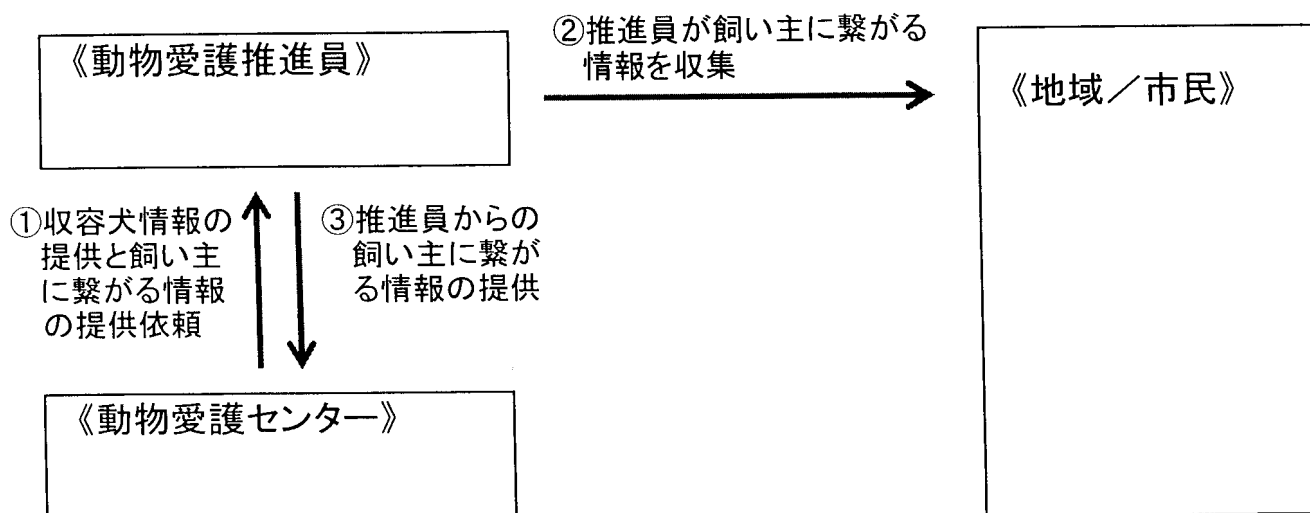 《動物愛護推進員》
②推進員が飼い主に繋がる
情報を収集
《地域／市民》
①収容犬情報の
提供と飼い主
に繋がる情報
の提供依頼
③推進員からの
飼い主に繋が
る情報の提供
《動物愛護センター》